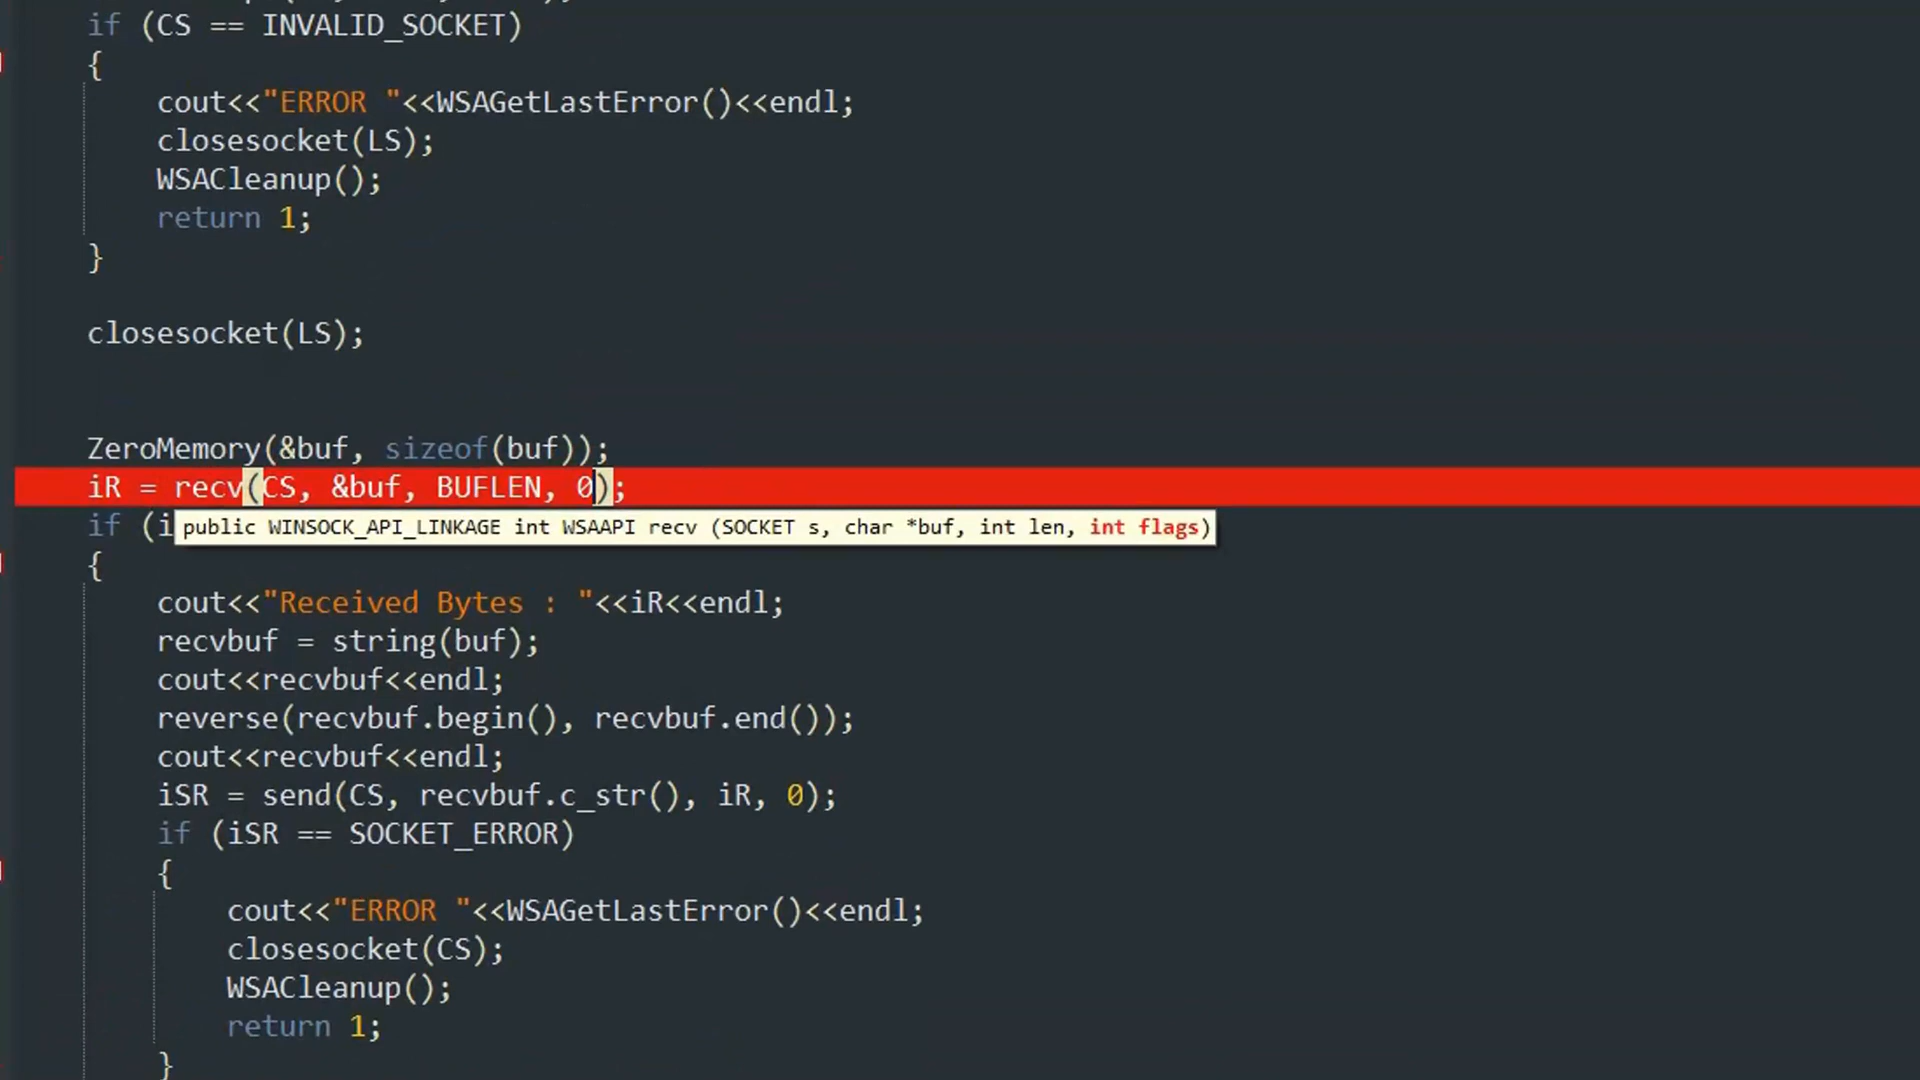 if (CS == INVALID_SOCKET)
{
cout<<"ERROR "<<WSAGetLastError()<<endl;
closesocket(LS);
WSACleanup();
return 1;
}
closesocket(LS);
ZeroMemory(&buf, sizeof(buf));
iR = recv(CS, &buf, BUFLEN, 0);
if (i
public WINSOCK_API_LINKAGE int WSAAPI recv (SOCKET s, char *buf, int len, int flags)
{
cout<<"Received Bytes : "<<iR<<endl;
recvbuf = string(buf);
cout<<recvbuf<<endl;
reverse(recvbuf.begin(), recvbuf.end());
cout<<recvbuf<<endl;
iSR = send(CS, recvbuf.c_str(), iR, 0);
if (iSR == SOCKET_ERROR)
{
cout<<"ERROR "<<WSAGetLastError()<<endl;
closesocket(CS);
WSACleanup();
return 1;
}